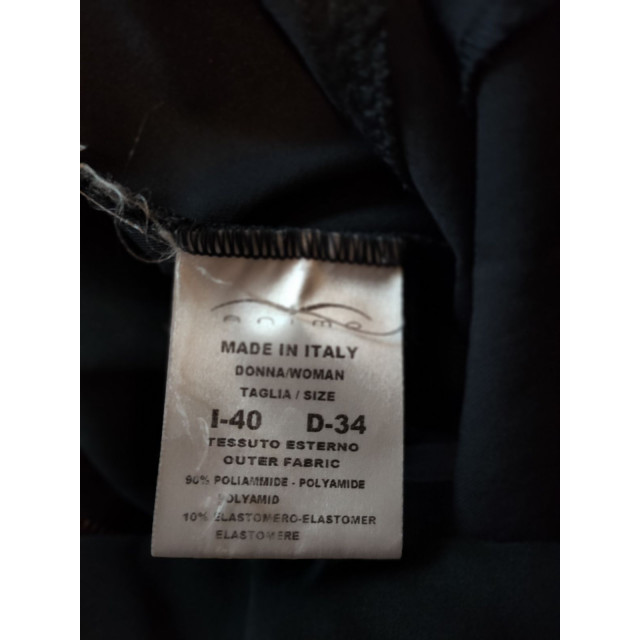 animo
MADE IN ITALY
DONNA/WOMAN
TAGLIA / SIZE
I-40 D-34
TESSUTO ESTERNO
OUTER FABRIC
90% POLIAMMIDE - POLYAMIDE
POLYAMID
10% ELASTOMERO-ELASTOMER
ELASTOMERE